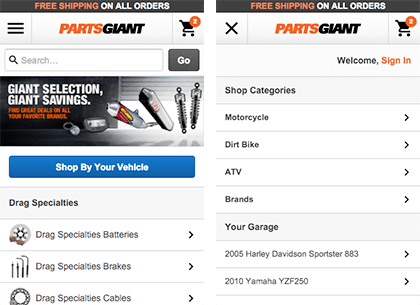 FREE SHIPPING ON ALL ORDERS
PARTSGIANT
2
Search...
Go
GIANT SELECTION,
GIANT SAVINGS.
FIND GREAT DEALS ON ALL
YOUR FAVORITE BRANDS.
Shop By Your Vehicle
Drag Specialties
Drag Specialties Batteries
Drag Specialties Brakes
Drag Specialties Cables
FREE SHIPPING ON ALL ORDERS
PARTSGIANT
2
Welcome, Sign In
Shop Categories
Motorcycle
Dirt Bike
ATV
Brands
Your Garage
2005 Harley Davidson Sportster 883
2010 Yamaha YZF250